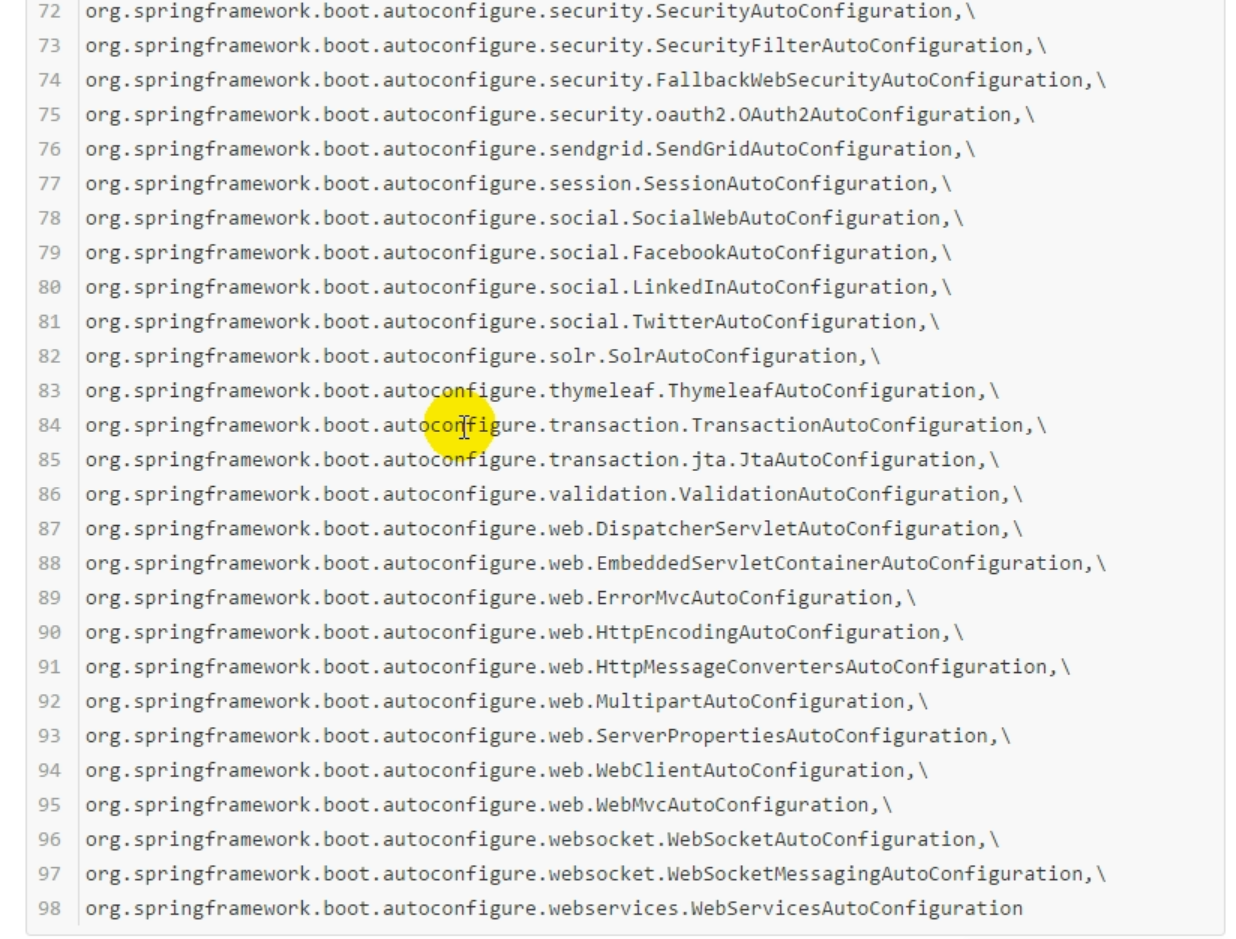 72 org.springframework.boot.autoconfigure.security.SecurityAutoConfiguration,\
73 org.springframework.boot.autoconfigure.security.SecurityFilterAutoConfiguration,\
74 org.springframework.boot.autoconfigure.security.FallbackWebSecurityAutoConfiguration,\
75 org.springframework.boot.autoconfigure.security.oauth2.OAuth2AutoConfiguration,\
76 org.springframework.boot.autoconfigure.sendgrid.SendGridAutoConfiguration,\
77 org.springframework.boot.autoconfigure.session.SessionAutoConfiguration,\
78 org.springframework.boot.autoconfigure.social.SocialWebAutoConfiguration,\
79 org.springframework.boot.autoconfigure.social.FacebookAutoConfiguration,\
80 org.springframework.boot.autoconfigure.social.LinkedInAutoConfiguration,\
81 org.springframework.boot.autoconfigure.social.TwitterAutoConfiguration,\
82 org.springframework.boot.autoconfigure.solr.SolrAutoConfiguration,\
83 org.springframework.boot.autoconfigure.thymeleaf.ThymeleafAutoConfiguration,\
84 org.springframework.boot.autoconfigure.transaction.TransactionAutoConfiguration,\
85 org.springframework.boot.autoconfigure.transaction.jta.JtaAutoConfiguration,\
86 org.springframework.boot.autoconfigure.validation.ValidationAutoConfiguration,\
87 org.springframework.boot.autoconfigure.web.DispatcherServletAutoConfiguration,\
88 org.springframework.boot.autoconfigure.web.EmbeddedServletContainerAutoConfiguration,\
89 org.springframework.boot.autoconfigure.web.ErrorMvcAutoConfiguration,\
90 org.springframework.boot.autoconfigure.web.HttpEncodingAutoConfiguration,\
91 org.springframework.boot.autoconfigure.web.HttpMessageConvertersAutoConfiguration,\
92 org.springframework.boot.autoconfigure.web.MultipartAutoConfiguration,\
93 org.springframework.boot.autoconfigure.web.ServerPropertiesAutoConfiguration,\
94 org.springframework.boot.autoconfigure.web.WebClientAutoConfiguration,\
95 org.springframework.boot.autoconfigure.web.WebMvcAutoConfiguration,\
96 org.springframework.boot.autoconfigure.websocket.WebSocketAutoConfiguration,\
97 org.springframework.boot.autoconfigure.websocket.WebSocketMessagingAutoConfiguration,\
98 org.springframework.boot.autoconfigure.webservices.WebServicesAutoConfiguration